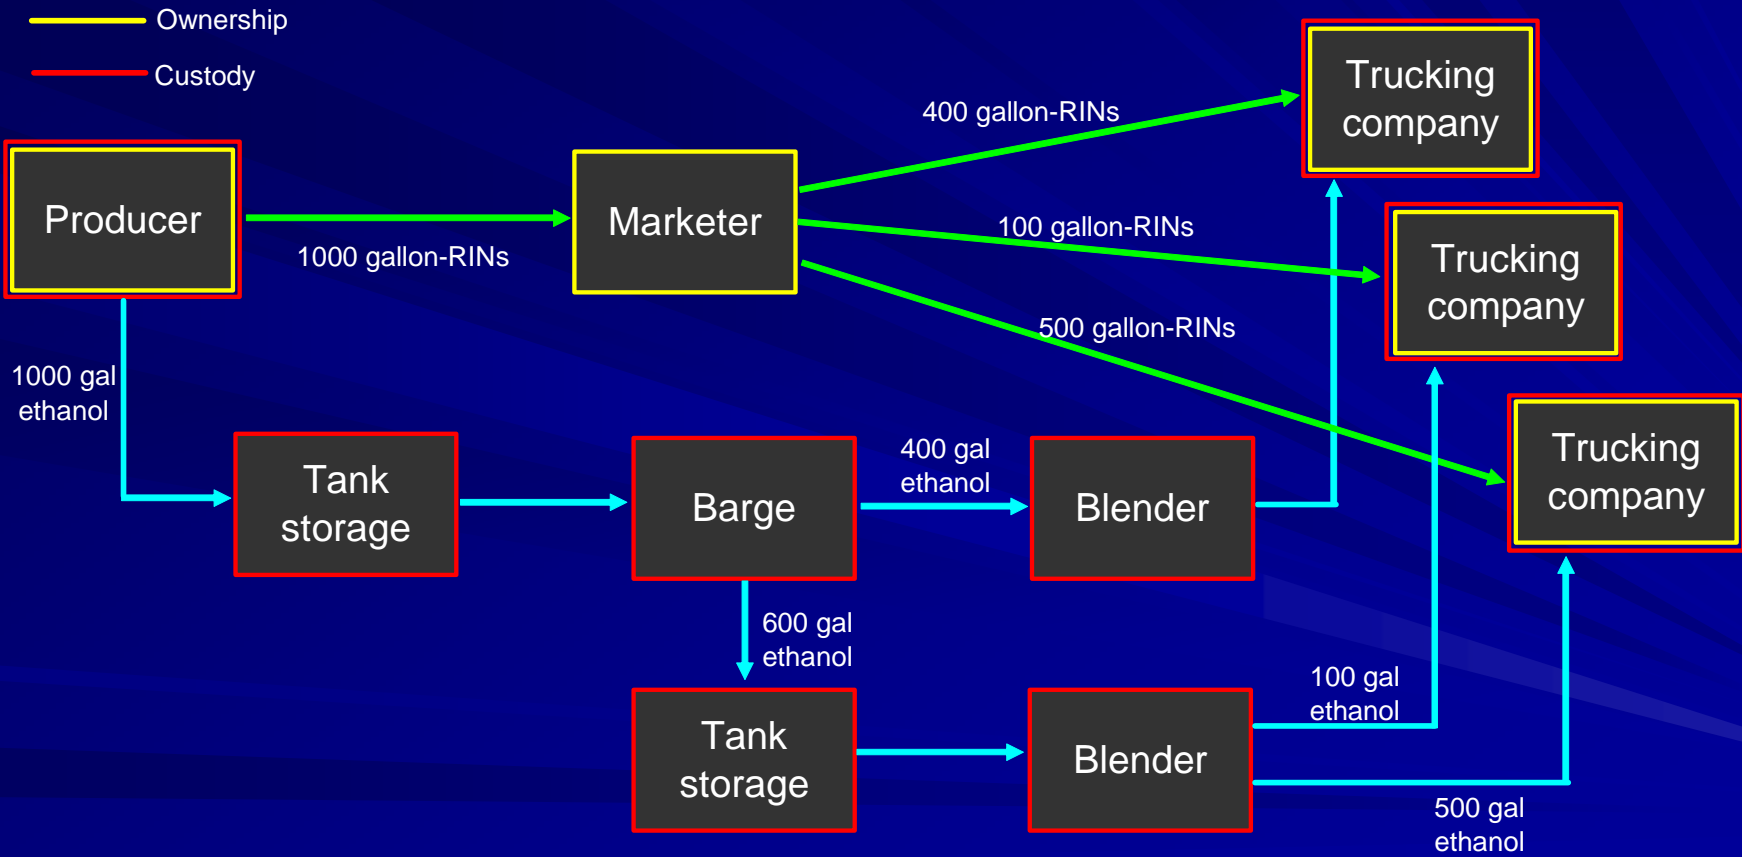 Ownership
Custody
Trucking
company
400 gallon-RINs
Producer
Marketer
100 gallon-RINs
1000 gallon-RINs
Trucking
company
500 gallon-RINs
1000 gal
ethanol
Trucking
company
Tank
storage
Barge
400 gal
ethanol
Blender
600 gal
ethanol
100 gal
ethanol
Tank
storage
Blender
500 gal
ethanol